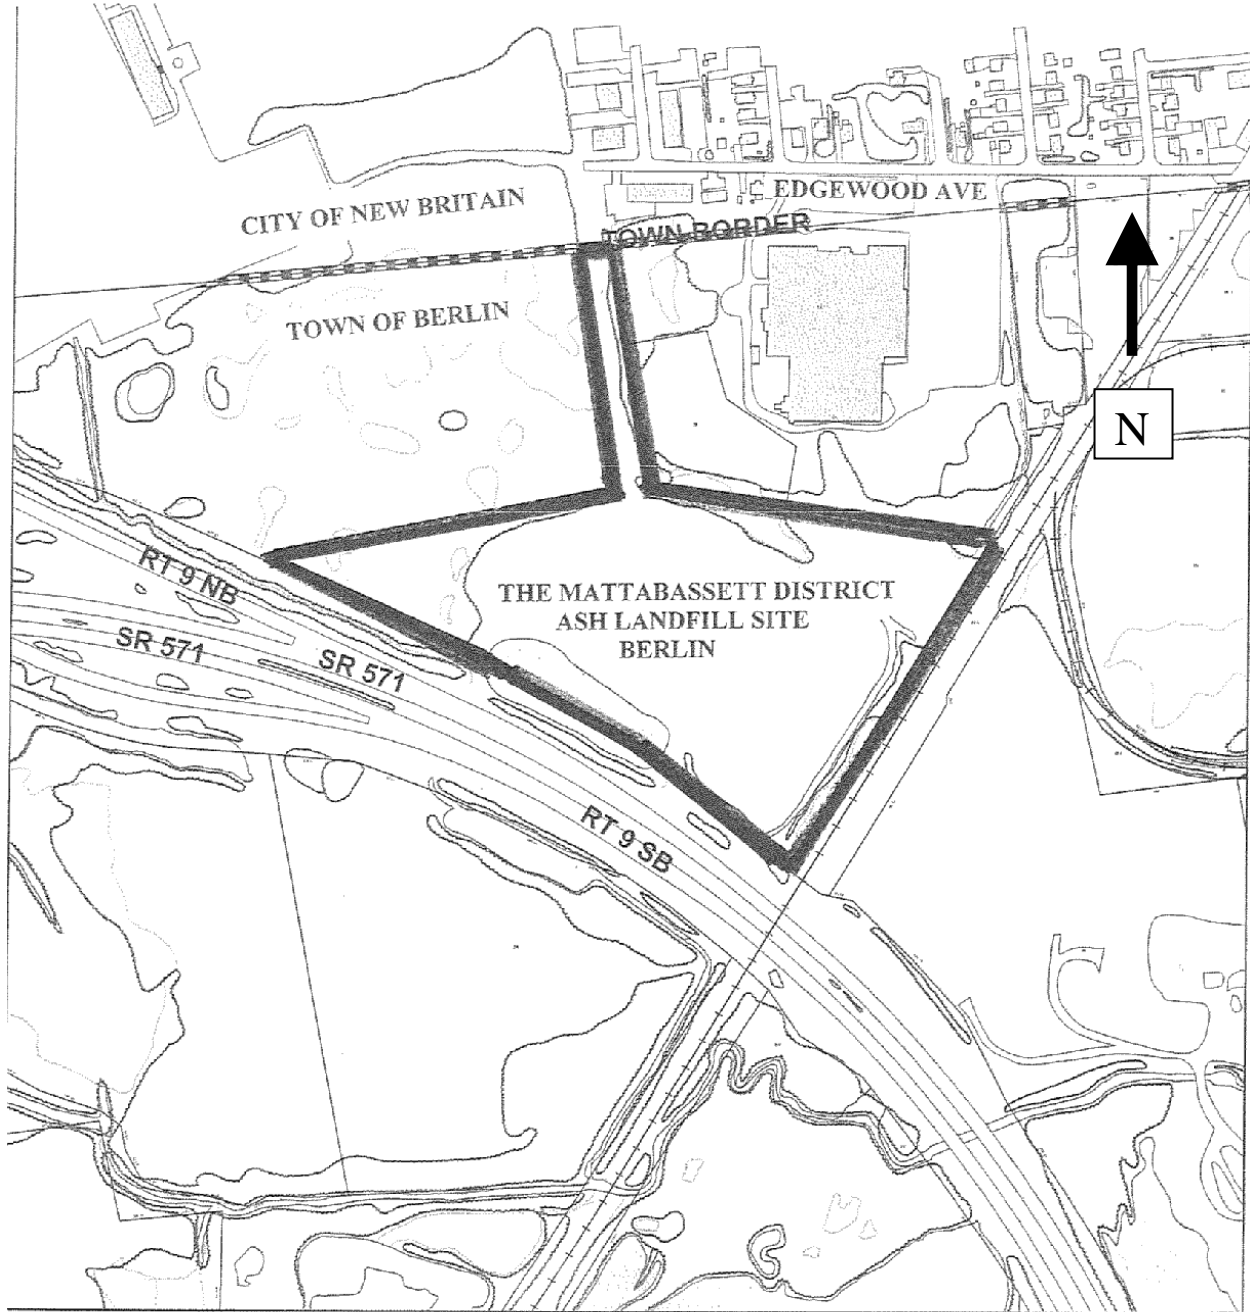 EDGEWOOD AVE
CITY OF NEW BRITAIN
TOWN BORDER
TOWN OF BERLIN
N
RT 9 NB
THE MATTABASSETT DISTRICT
ASH LANDFILL SITE
BERLIN
SR 571
SR 571
RT 9 SB